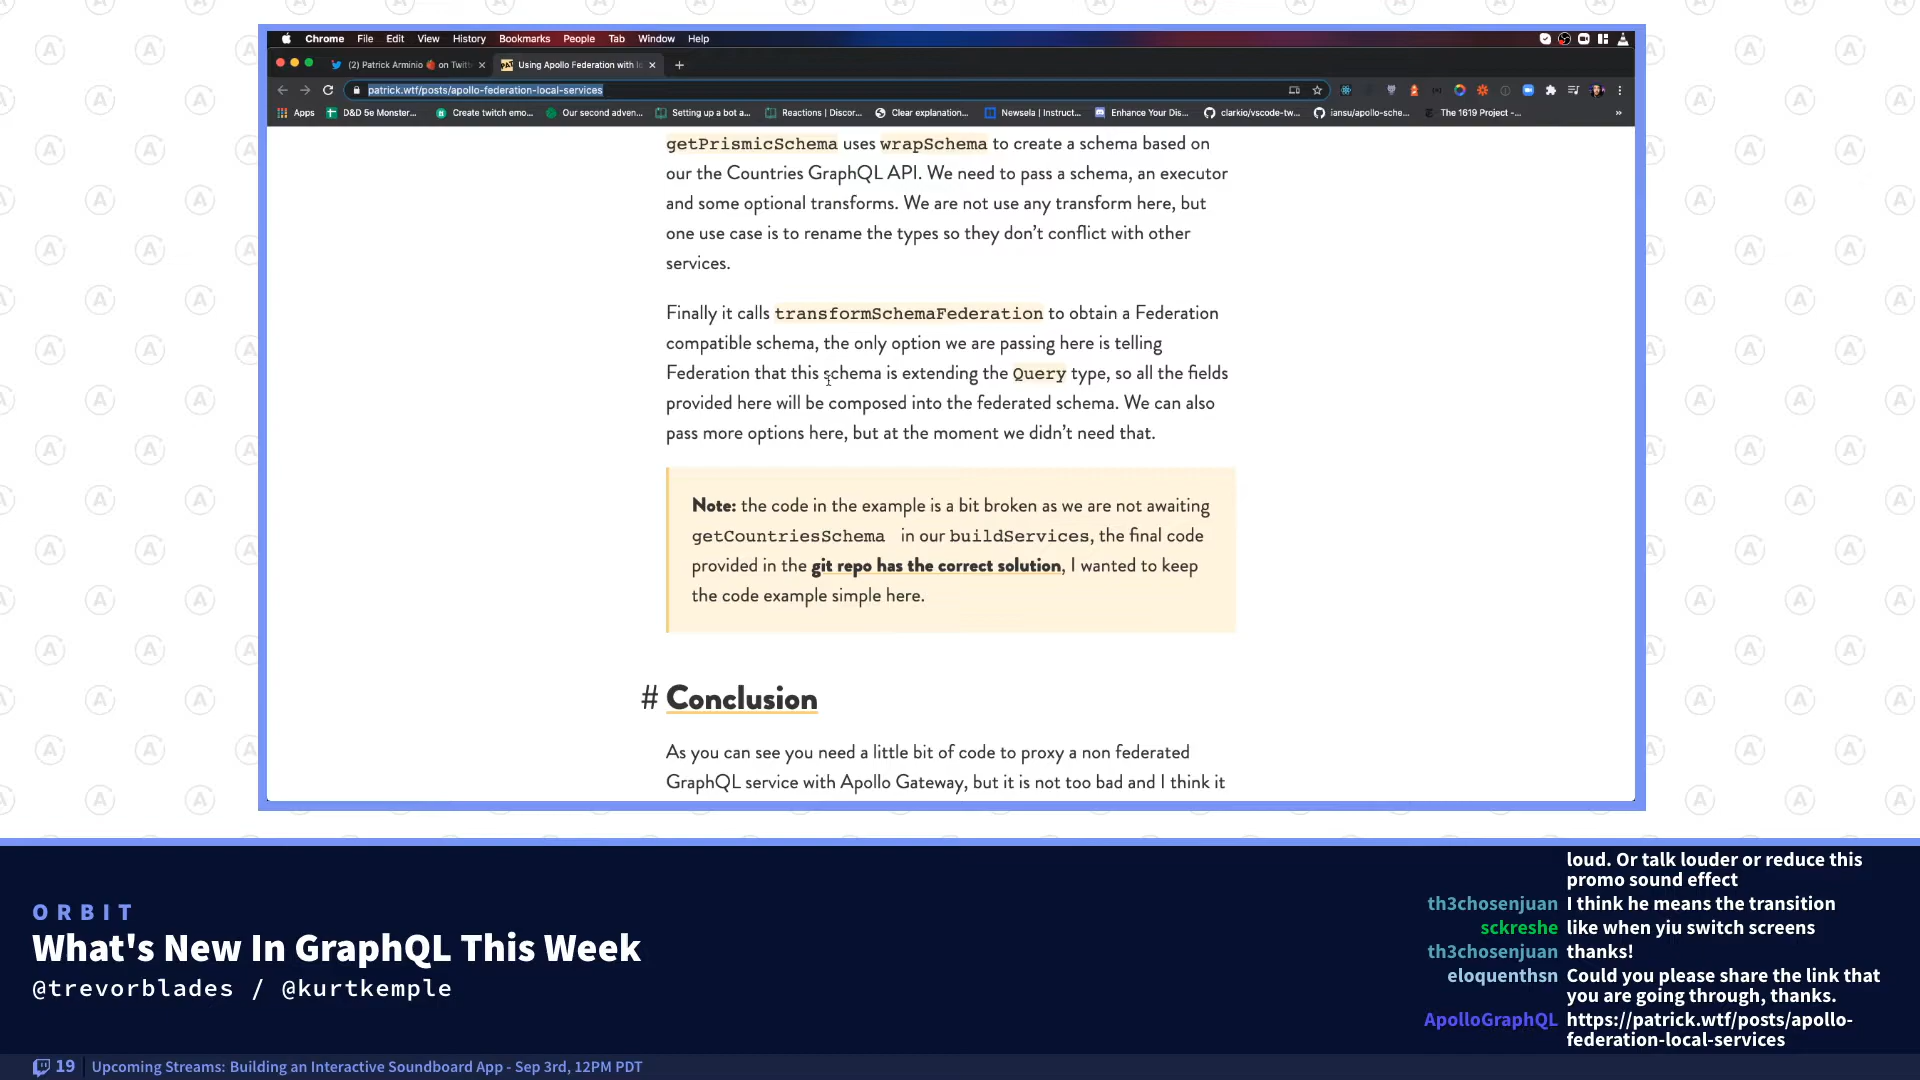 Chrome File Edit View History Bookmarks People Tab Window Help
(2) Patrick Arminio 🍓 on Twitt
Using Apollo Federation with lo
patrick.wtf/posts/apollo-federation-local-services
Apps D&D 5e Monster... Create twitch emo... Our second adven... Setting up a bot a... Reactions | Discor... Clear explanation... Newsela | Instruct... Enhance Your Dis... clarkio/vscode-tw... iansu/apollo-sche... The 1619 Project -... »
getPrismicSchema uses wrapSchema to create a schema based on
our the Countries GraphQL API. We need to pass a schema, an executor
and some optional transforms. We are not use any transform here, but
one use case is to rename the types so they don't conflict with other
services.
Finally it calls transformSchemaFederation to obtain a Federation
compatible schema, the only option we are passing here is telling
Federation that this schema is extending the Query type, so all the fields
provided here will be composed into the federated schema. We can also
pass more options here, but at the moment we didn't need that.
Note: the code in the example is a bit broken as we are not awaiting
getCountriesSchema in our buildServices, the final code
provided in the git repo has the correct solution, I wanted to keep
the code example simple here.
# Conclusion
As you can see you need a little bit of code to proxy a non federated
GraphQL service with Apollo Gateway, but it is not too bad and I think it
ORBIT
What's New In GraphQL This Week
@trevorblades / @kurtkemple
loud. Or talk louder or reduce this
promo sound effect
th3chosenjuan I think he means the transition
sckreshe like when yiu switch screens
th3chosenjuan thanks!
eloquenthsn Could you please share the link that
you are going through, thanks.
ApolloGraphQL https://patrick.wtf/posts/apollo-
federation-local-services
19 Upcoming Streams: Building an Interactive Soundboard App - Sep 3rd, 12PM PDT